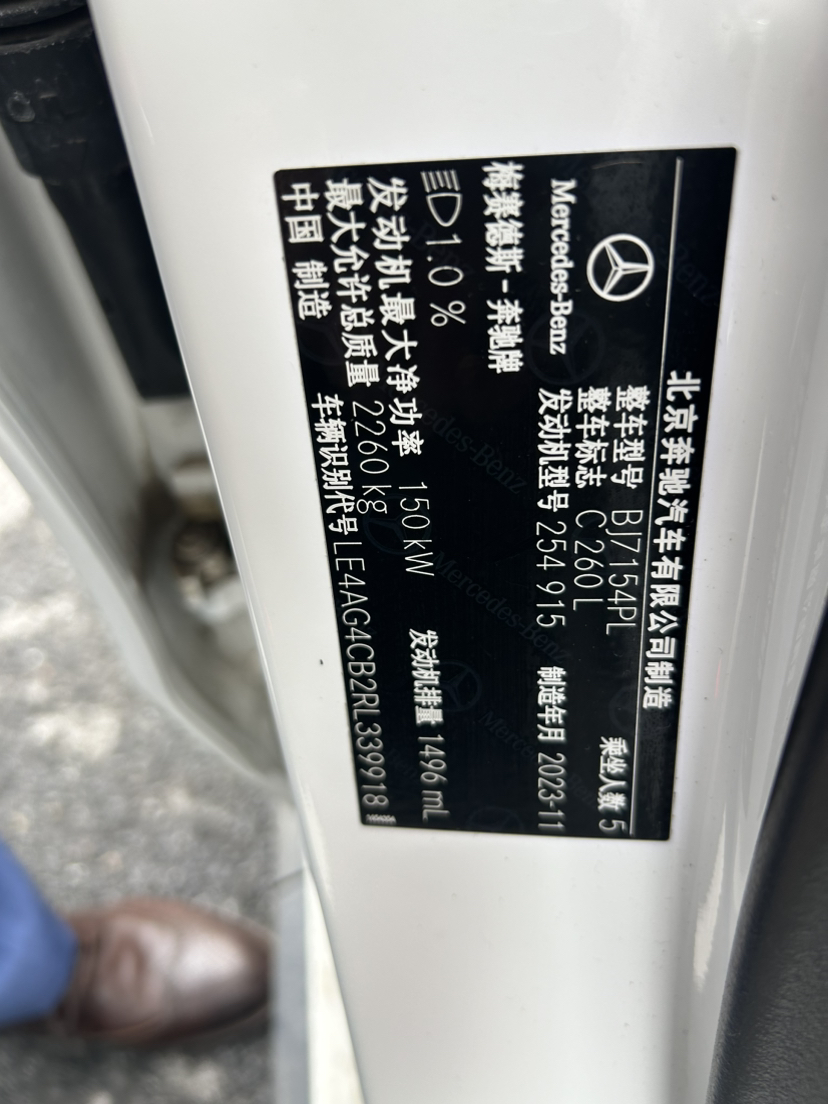 北京奔驰汽车有限公司制造
Mercedes-Benz
整车型号 BJ7154PL 乘坐人数 5
整车标志 C 260 L
发动机型号 254 915 制造年月 2023-11
梅赛德斯-奔驰牌
1.0 %
发动机最大净功率 150 kW 发动机排量 1496 mL
最大允许总质量 2260 kg
中国 制造 车辆识别代号 LE4AG4CB2RL339918